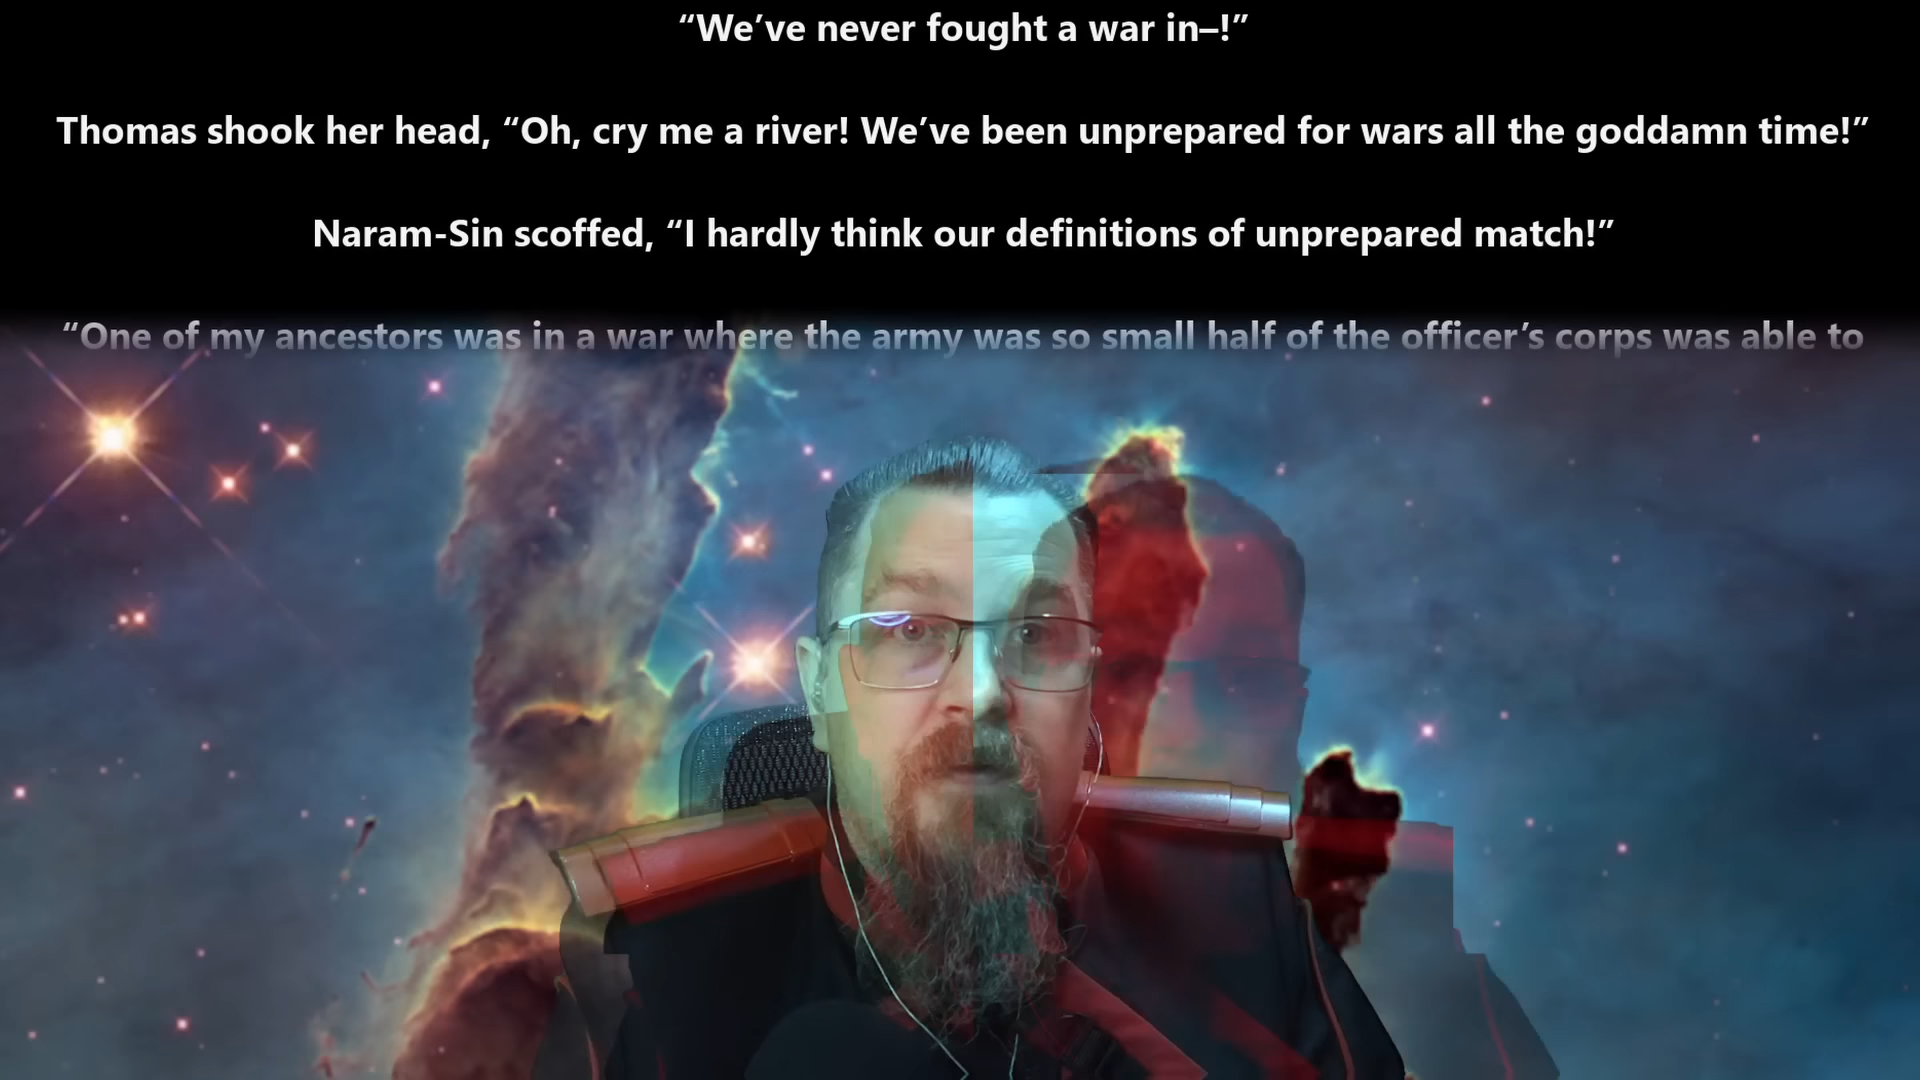 “We’ve never fought a war in–!”
Thomas shook her head, “Oh, cry me a river! We’ve been unprepared for wars all the goddamn time!”
Naram-Sin scoffed, “I hardly think our definitions of unprepared match!”
“One of my ancestors was in a war where the army was so small half of the officer’s corps was able to